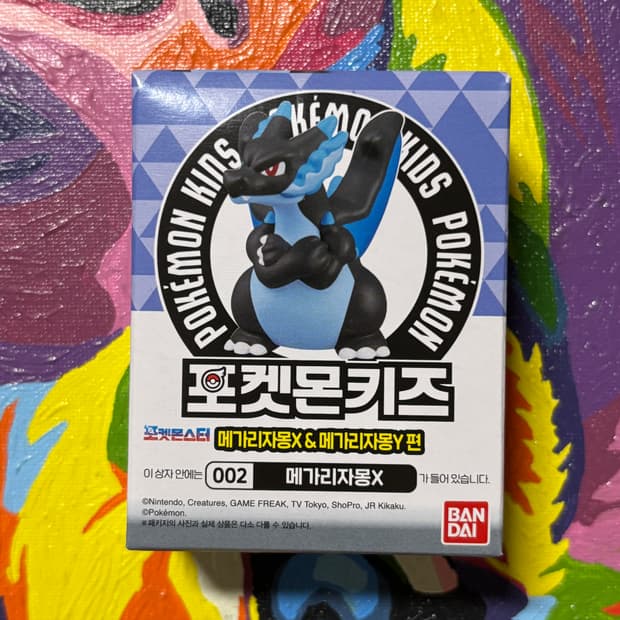 POKÉMON KIDS POKÉMON KIDS POKÉMON
포켓몬키즈
포켓몬스터 메가리자몽X & 메가리자몽Y 편
이 상자 안에는 002 메가리자몽X 가 들어 있습니다.
©Nintendo, Creatures, GAME FREAK, TV Tokyo, ShoPro, JR Kikaku.
©Pokémon.
※ 패키지의 사진과 실제 상품은 다소 다를 수 있습니다.
BAN
DAI